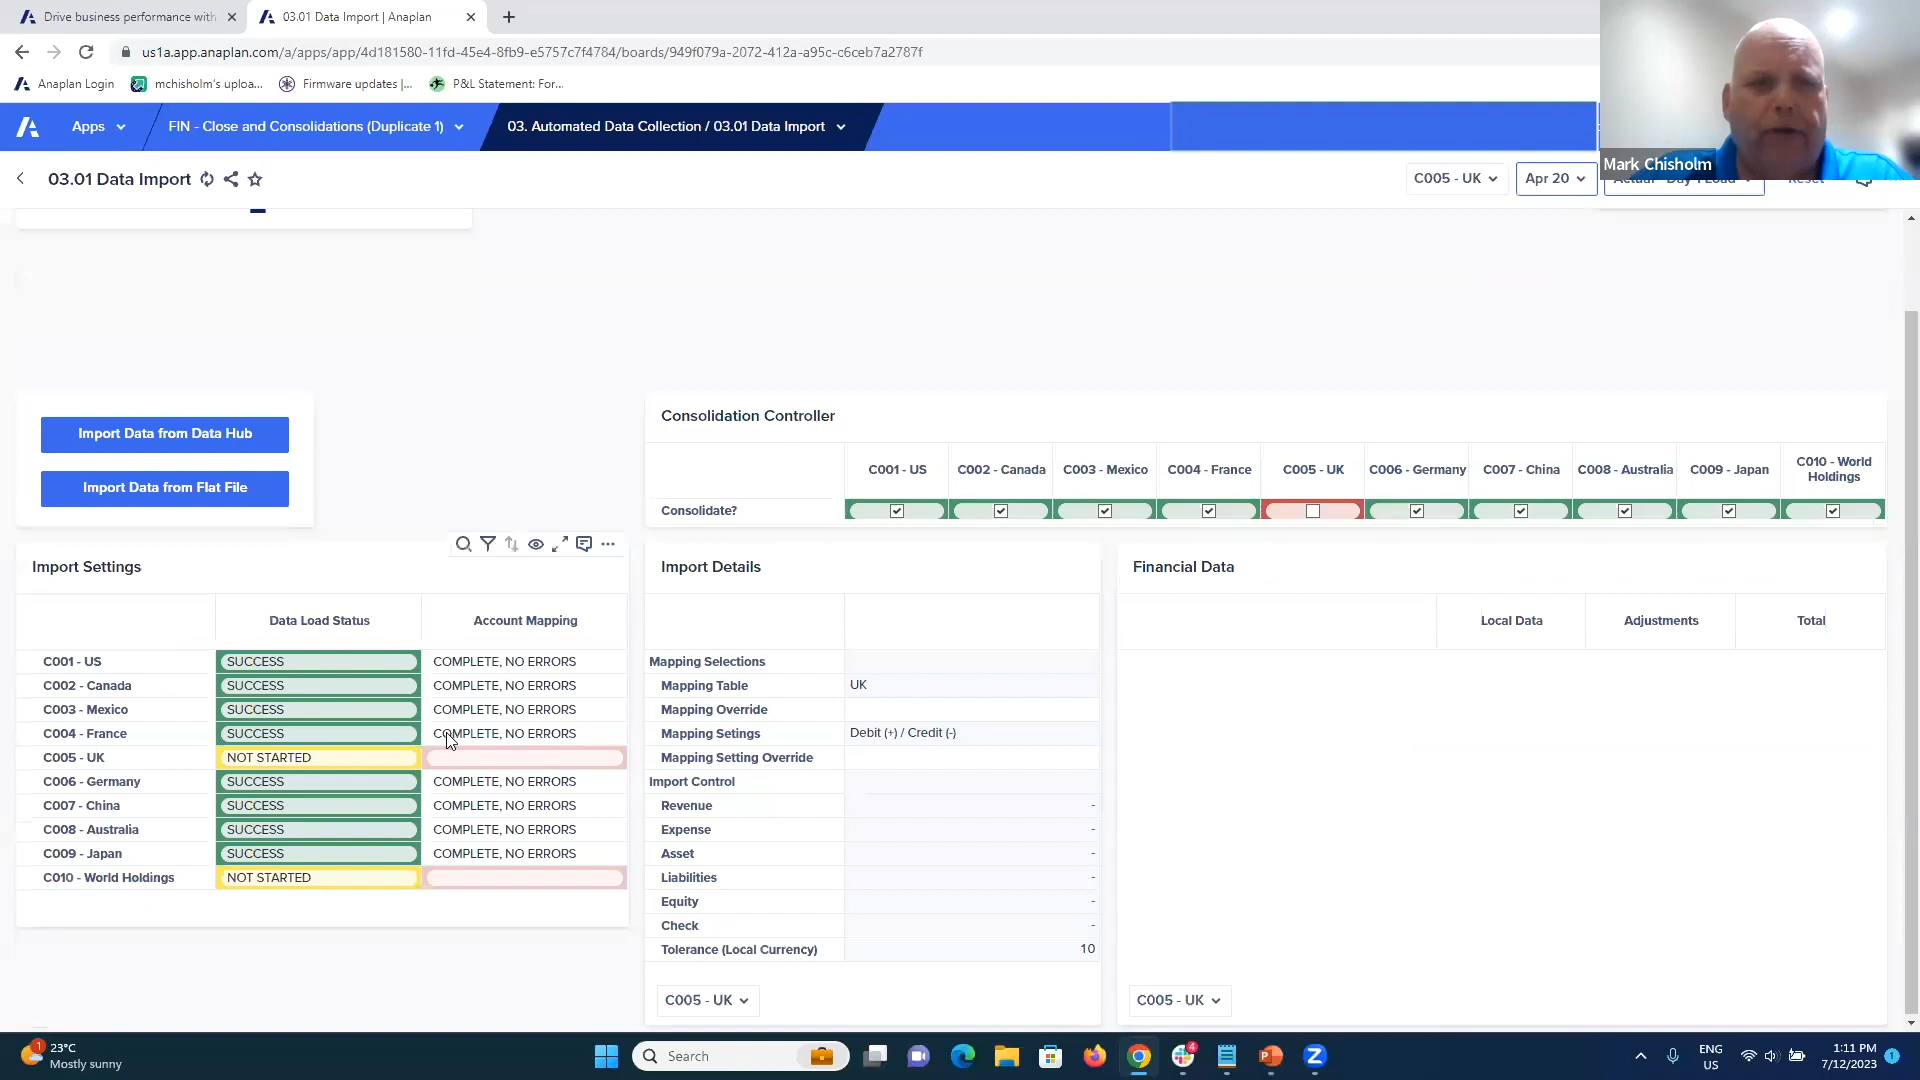 Drive business performance with
03.01 Data Import | Anaplan
us1a.app.anaplan.com/a/apps/app/4d181580-11fd-45e4-8fb9-e5757c7f4784/boards/949f079a-2072-412a-a95c-c6ceb7a2787f
Anaplan Login
mchisholm's uploa...
Firmware updates |...
P&L Statement: For...
Apps
FIN - Close and Consolidations (Duplicate 1)
03. Automated Data Collection / 03.01 Data Import
Mark Chisholm
03.01 Data Import
C005 - UK
Apr 20
Actual - Day 1 Load
Reset
Import Data from Data Hub
Import Data from Flat File
Consolidation Controller
C001 - US C002 - Canada C003 - Mexico C004 - France C005 - UK C006 - Germany C007 - China C008 - Australia C009 - Japan C010 - World Holdings
Consolidate?
Import Settings
Data Load Status Account Mapping
C001 - US SUCCESS COMPLETE, NO ERRORS
C002 - Canada SUCCESS COMPLETE, NO ERRORS
C003 - Mexico SUCCESS COMPLETE, NO ERRORS
C004 - France SUCCESS COMPLETE, NO ERRORS
C005 - UK NOT STARTED
C006 - Germany SUCCESS COMPLETE, NO ERRORS
C007 - China SUCCESS COMPLETE, NO ERRORS
C008 - Australia SUCCESS COMPLETE, NO ERRORS
C009 - Japan SUCCESS COMPLETE, NO ERRORS
C010 - World Holdings NOT STARTED
Import Details
Mapping Selections
Mapping Table UK
Mapping Override
Mapping Setings Debit (+) / Credit (-)
Mapping Setting Override
Import Control
Revenue -
Expense -
Asset -
Liabilities -
Equity -
Check -
Tolerance (Local Currency) 10
C005 - UK
Financial Data
Local Data Adjustments Total
C005 - UK
1
23°C
Mostly sunny
Search
4
ENG
US
1:11 PM
7/12/2023
1